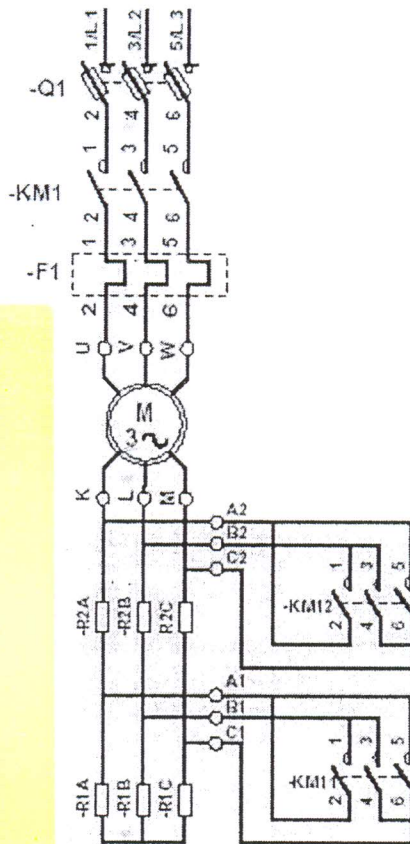 1/L1 3/L2 5/L3
-Q1
2 4 6
1 3 5
-KM1
2 4 6
1 3 5
-F1
2 4 6
U V W
M
3
K L M
A2
B2
C2
1 3 5
-KM12
2 4 6
-R2A -R2B R2C
A1
B1
C1
1 3 5
-KM11
2 4 6
-R1A -R1B -R1C